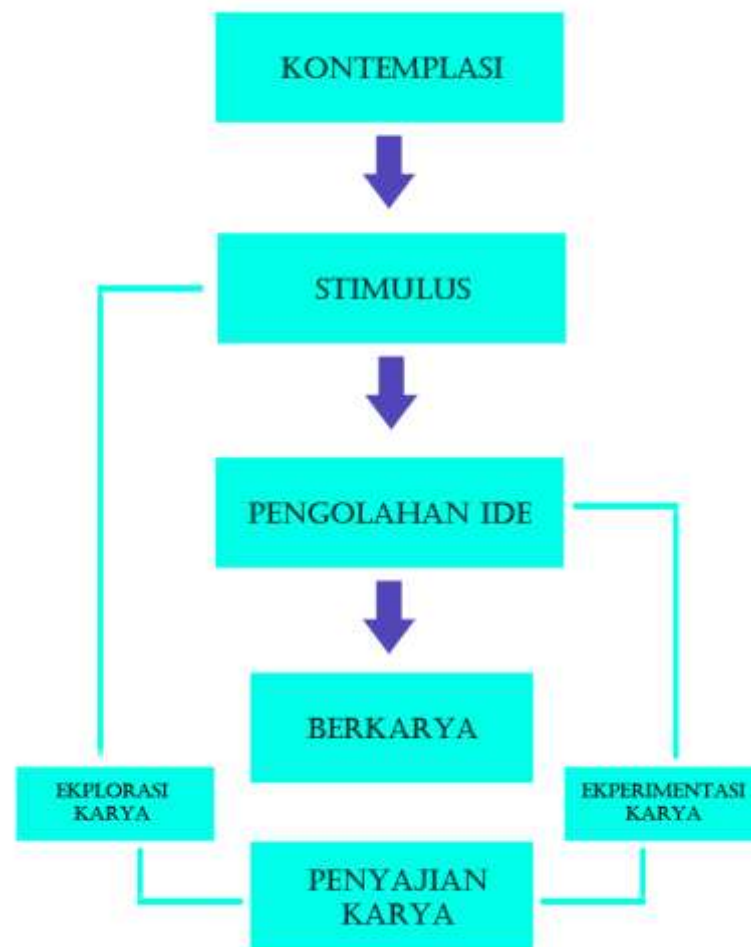 KONTEMPLASI
STIMULUS
PENGOLAHAN IDE
BERKARYA
EKPLORASI
KARYA
EKPERIMENTASI
KARYA
PENYAJIAN
KARYA